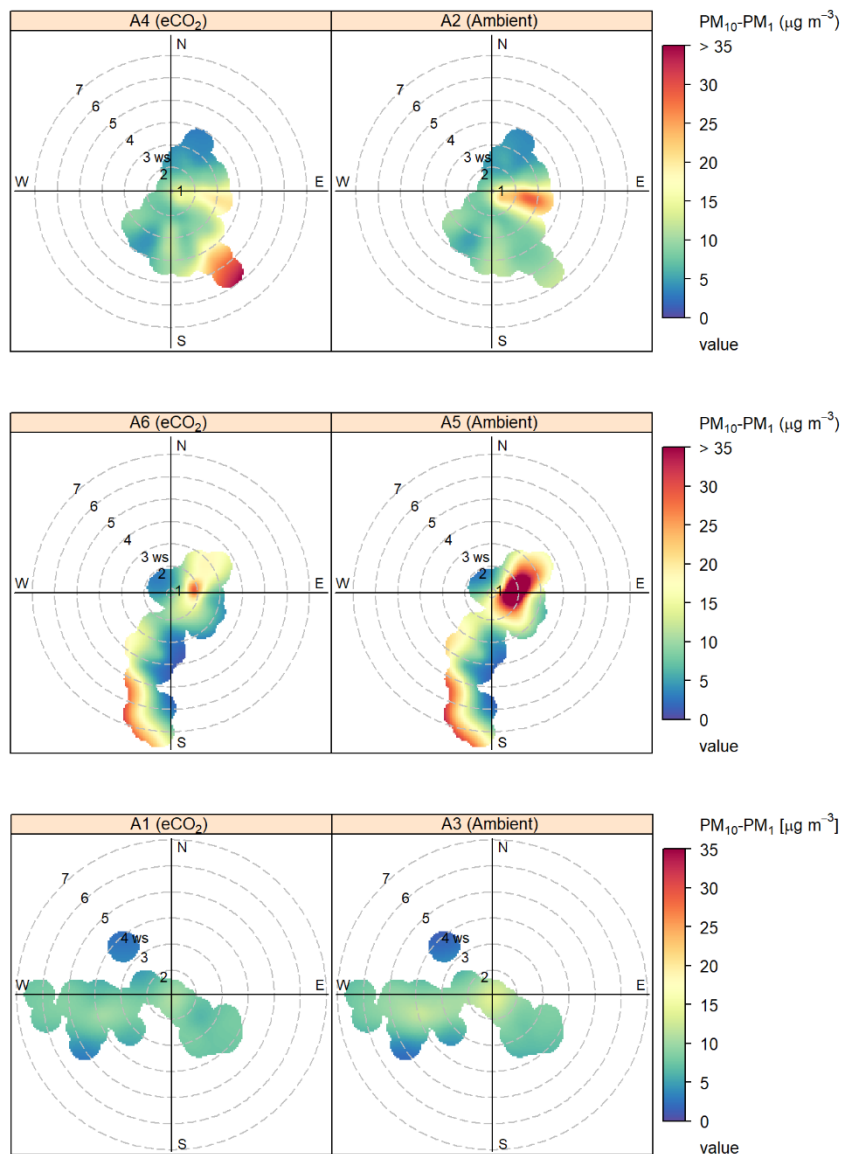 A4 (eCO₂) A2 (Ambient) PM₁₀-PM₁ (μg m⁻³)
N N > 35
7 7 30
6 6 25
5 5
4 4 20
3 ws 3 ws
2 2 15
W 1 E W 1 E
10
5
0
S S
value
A6 (eCO₂) A5 (Ambient) PM₁₀-PM₁ (μg m⁻³)
N N > 35
7 7 30
6 6
5 5 25
4 4 20
3 ws 3 ws
2 2 15
W 1 E W 1 E
10
5
0
S S
value
A1 (eCO₂) A3 (Ambient) PM₁₀-PM₁ [μg m⁻³]
N N 35
7 7 30
6 6
5 5 25
4 ws 4 ws 20
3 3
2 2 15
W E W E
10
5
0
S S
value